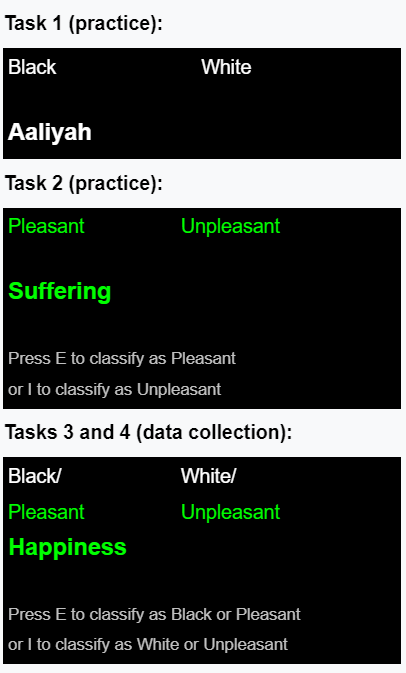 Task 1 (practice):
Black White
Aaliyah
Task 2 (practice):
Pleasant Unpleasant
Suffering
Press E to classify as Pleasant
or I to classify as Unpleasant
Tasks 3 and 4 (data collection):
Black/ White/
Pleasant Unpleasant
Happiness
Press E to classify as Black or Pleasant
or I to classify as White or Unpleasant